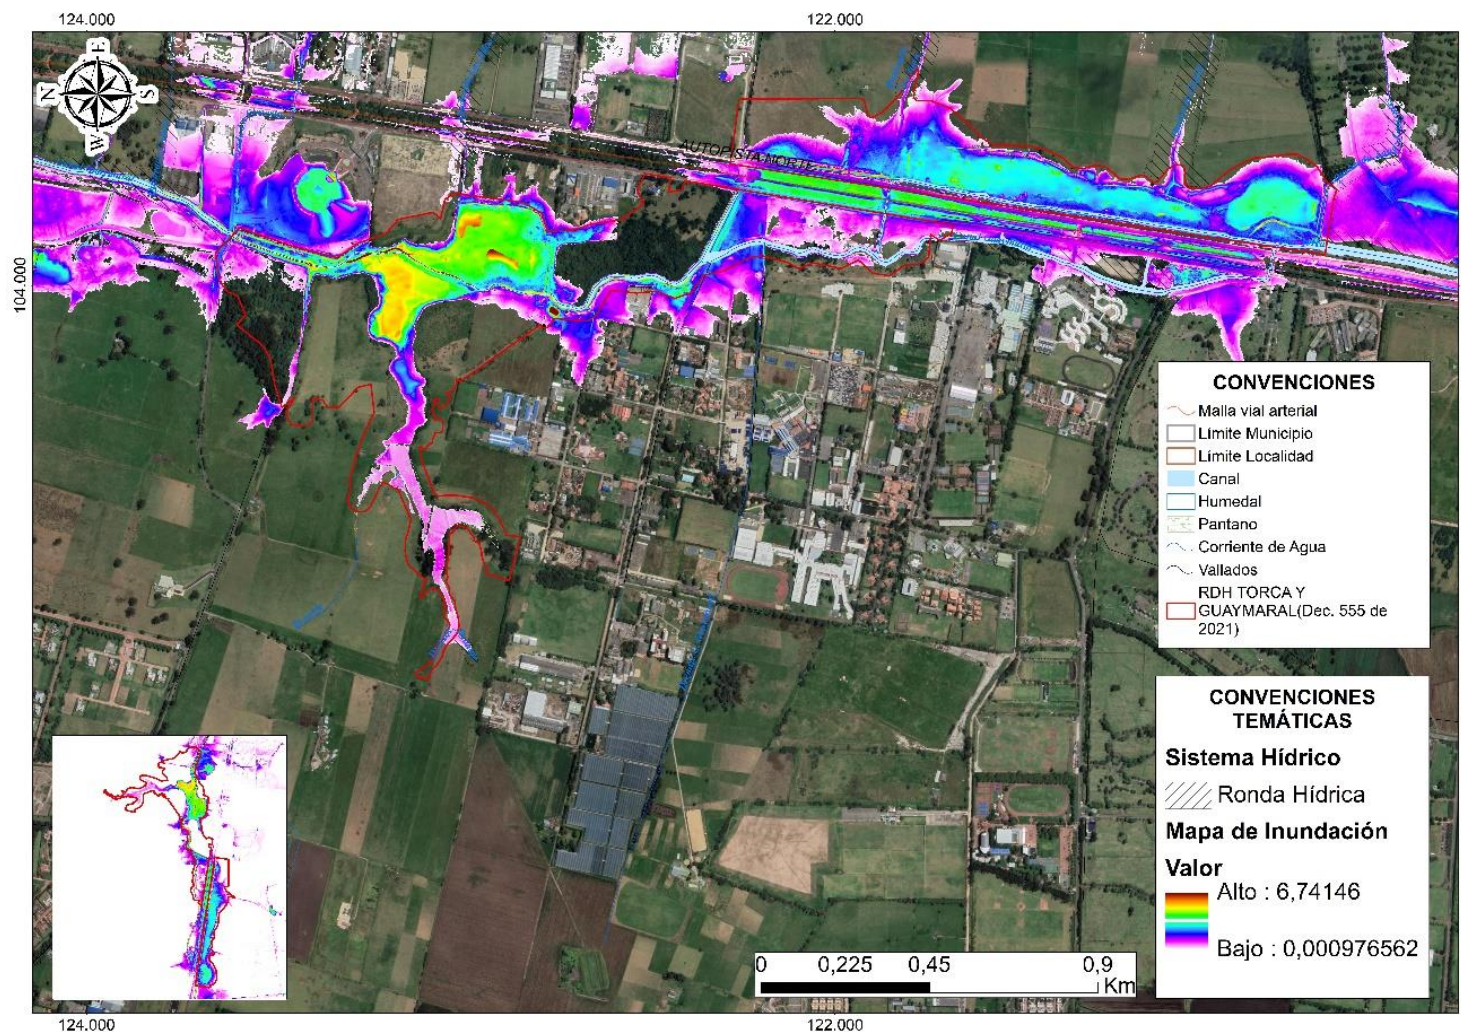 124.000
122.000
E
N
S
W
AUTOPISTA NORTE
104.000
CONVENCIONES
Malla vial arterial
Límite Municipio
Límite Localidad
Canal
Humedal
Pantano
Corriente de Agua
Vallados
RDH TORCA Y
GUAYMARAL(Dec. 555 de
2021)
CONVENCIONES
TEMÁTICAS
Sistema Hídrico
Ronda Hídrica
Mapa de Inundación
Valor
Alto : 6,74146
Bajo : 0,000976562
0
0,225
0,45
0,9
Km
124.000
122.000